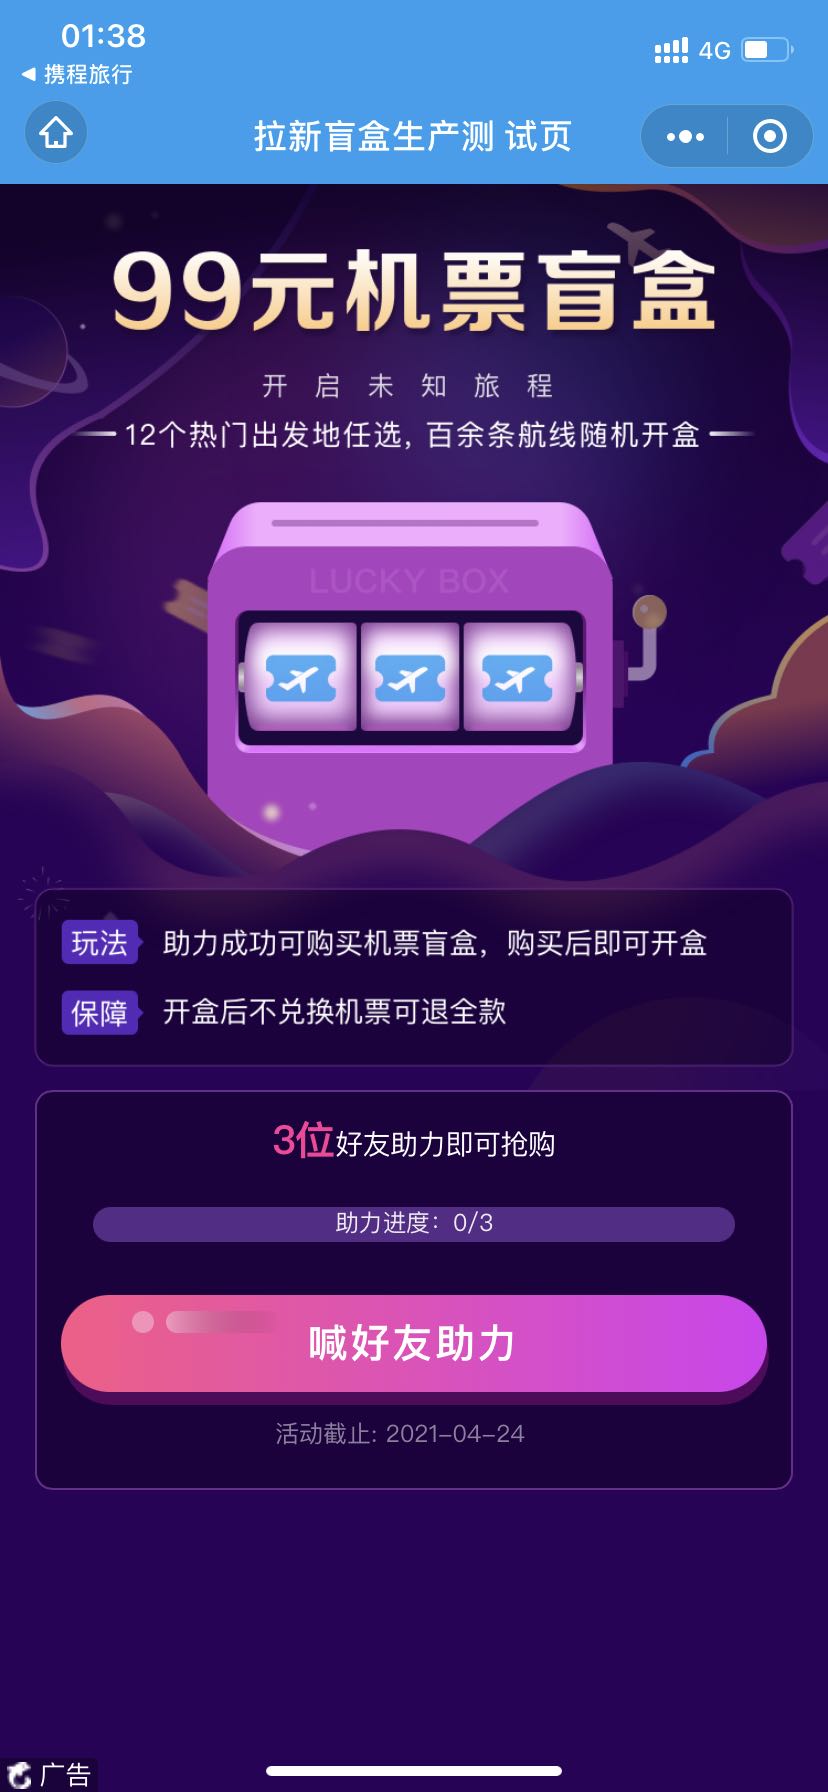 01:38
4G
携程旅行
拉新盲盒生产测 试页
99元机票盲盒
开启未知旅程
12个热门出发地任选, 百余条航线随机开盒
LUCKY BOX
玩法 助力成功可购买机票盲盒，购买后即可开盒
保障 开盒后不兑换机票可退全款
3位好友助力即可抢购
助力进度：0/3
喊好友助力
活动截止: 2021-04-24
广告